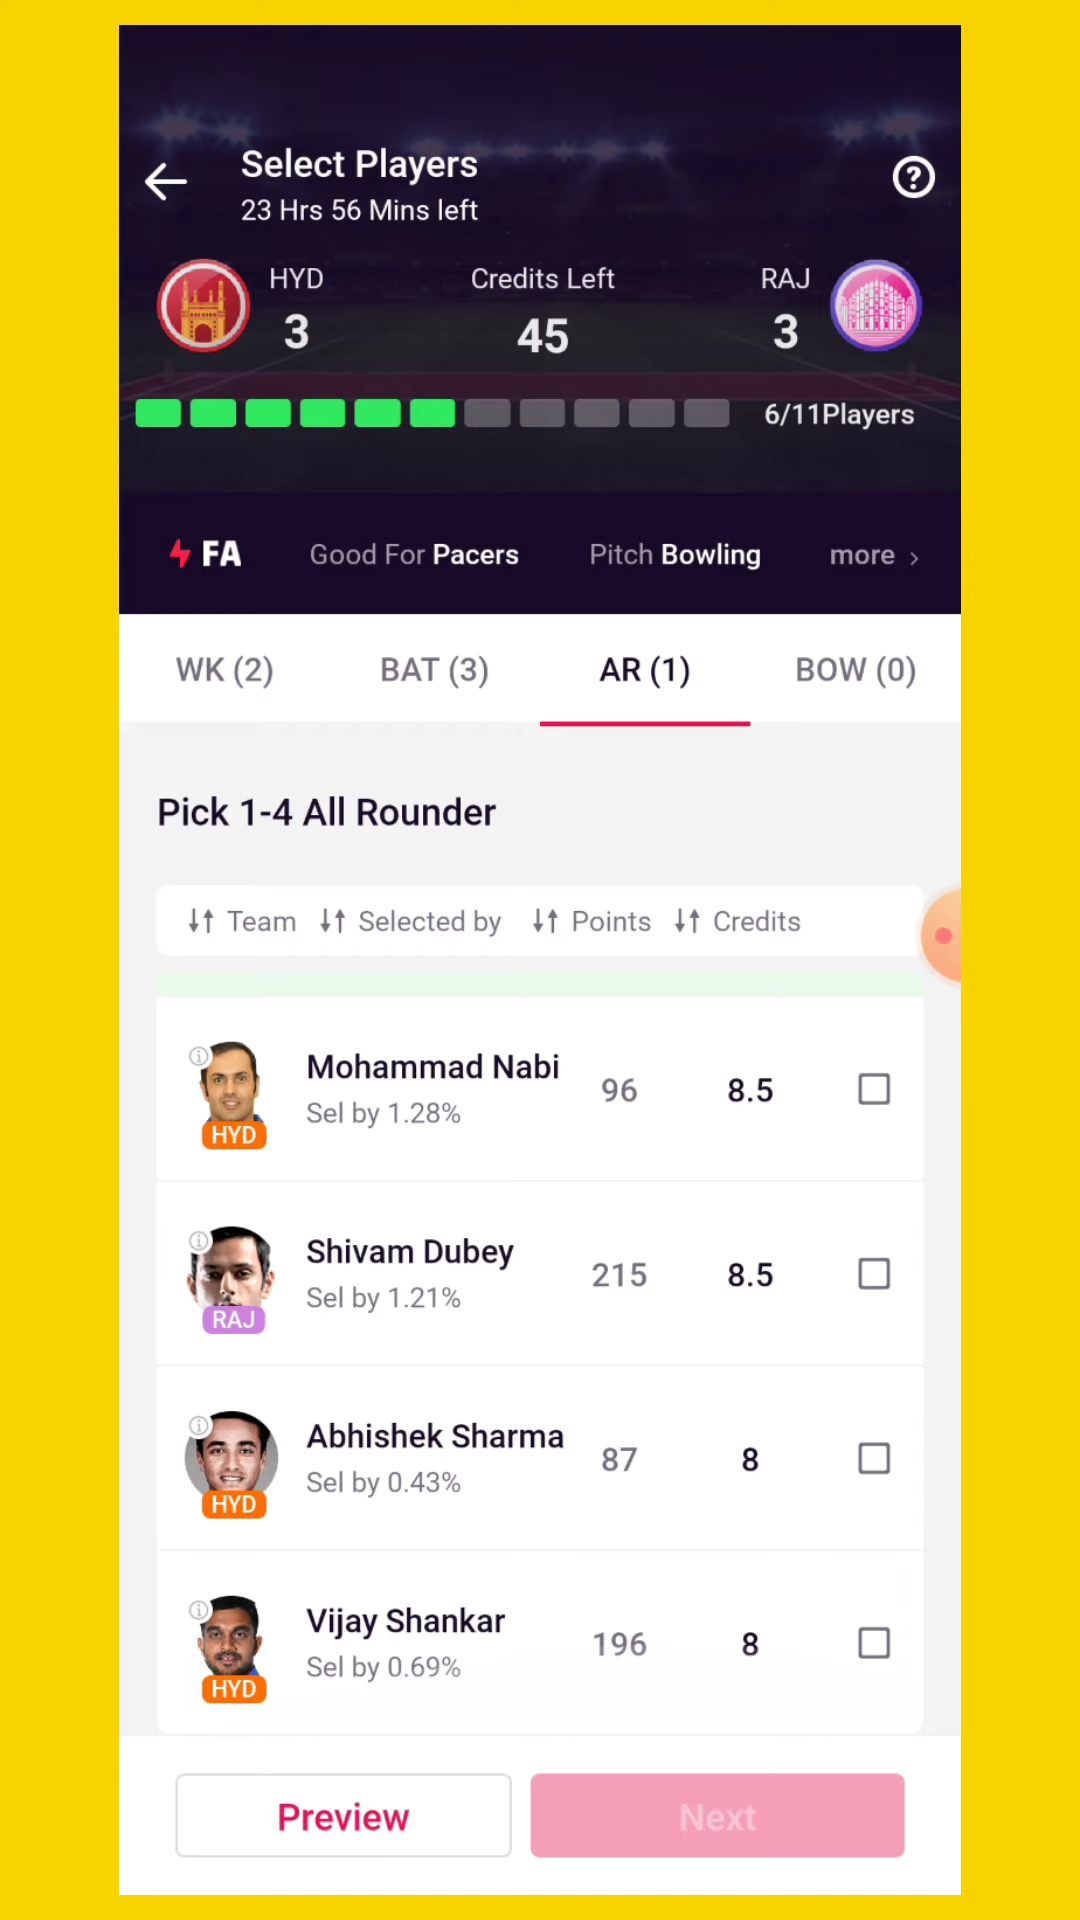 Select Players
23 Hrs 56 Mins left
HYD
3
Credits Left
45
RAJ
3
6/11Players
FA Good For Pacers Pitch Bowling more
WK (2) BAT (3) AR (1) BOW (0)
Pick 1-4 All Rounder
Team Selected by Points Credits
Mohammad Nabi
Sel by 1.28%
HYD
96 8.5
Shivam Dubey
Sel by 1.21%
RAJ
215 8.5
Abhishek Sharma
Sel by 0.43%
HYD
87 8
Vijay Shankar
Sel by 0.69%
HYD
196 8
Preview Next